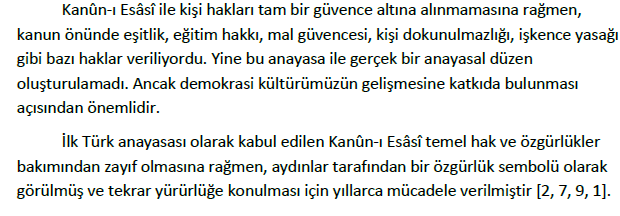 Kanûn-ı Esâsî ile kişi hakları tam bir güvence altına alınmamasına rağmen,
kanun önünde eşitlik, eğitim hakkı, mal güvencesi, kişi dokunulmazlığı, işkence yasağı
gibi bazı haklar veriliyordu. Yine bu anayasa ile gerçek bir anayasal düzen
oluşturulamadı. Ancak demokrasi kültürümüzün gelişmesine katkıda bulunması
açısından önemlidir.
İlk Türk anayasası olarak kabul edilen Kanûn-ı Esâsî temel hak ve özgürlükler
bakımından zayıf olmasına rağmen, aydınlar tarafından bir özgürlük sembolü olarak
görülmüş ve tekrar yürürlüğe konulması için yıllarca mücadele verilmiştir [2, 7, 9, 1].